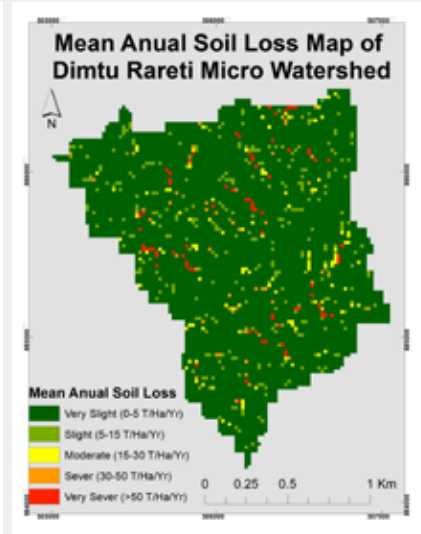 Mean Anual Soil Loss Map of
Dimtu Rareti Micro Watershed
N
Mean Anual Soil Loss
Very Slight (0-5 T/Ha/Yr)
Slight (5-15 T/Ha/Yr)
Moderate (15-30 T/Ha/Yr)
Sever (30-50 T/Ha/Yr)
Very Sever (>50 T/Ha/Yr)
0 0.25 0.5 1 Km